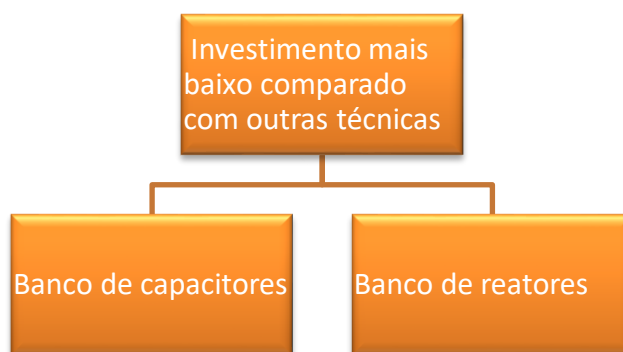 Investimento mais
baixo comparado
com outras técnicas
Banco de capacitores
Banco de reatores